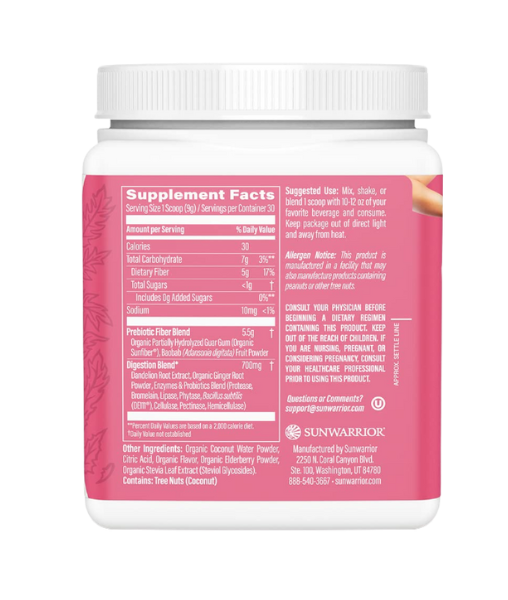 Supplement Facts
Serving Size 1 Scoop (9g) / Servings per Container 30
Amount per Serving % Daily Value
Calories 30
Total Carbohydrate 7g 3%**
Dietary Fiber 5g 17%
Total Sugars <1g †
Includes 0g Added Sugars 0%**
Sodium 10mg <1%
Prebiotic Fiber Blend 5.5g †
Organic Partially Hydrolyzed Guar Gum (Organic
Sunfiber®), Baobab (Adansonia digitata) Fruit Powder
Digestion Blend* 700mg †
Dandelion Root Extract, Organic Ginger Root
Powder, Enzymes & Probiotics Blend (Protease,
Bromelain, Lipase, Phytase, Bacillus subtilis
(DE111®), Cellulase, Pectinase, Hemicellulase)
**Percent Daily Values are based on a 2,000 calorie diet.
†Daily Value not established
Other Ingredients: Organic Coconut Water Powder,
Citric Acid, Organic Flavor, Organic Elderberry Powder,
Organic Stevia Leaf Extract (Steviol Glycosides).
Contains: Tree Nuts (Coconut)
Suggested Use: Mix, shake, or
blend 1 scoop with 10-12 oz of your
favorite beverage and consume.
Keep package out of direct light
and away from heat.
Allergen Notice: This product is
manufactured in a facility that may
also manufacture products containing
peanuts or other tree nuts.
CONSULT YOUR PHYSICIAN BEFORE
BEGINNING A DIETARY REGIMEN
CONTAINING THIS PRODUCT. KEEP
OUT OF THE REACH OF CHILDREN. IF
YOU ARE NURSING, PREGNANT, OR
CONSIDERING PREGNANCY, CONSULT
YOUR HEALTHCARE PROFESSIONAL
PRIOR TO USING THIS PRODUCT.
Questions or Comments?
support@sunwarrior.com
U
SUNWARRIOR®
Manufactured by Sunwarrior
2250 N. Coral Canyon Blvd.
Ste. 100, Washington, UT 84780
888-540-3667 • sunwarrior.com
APPROX. SETTLE LINE